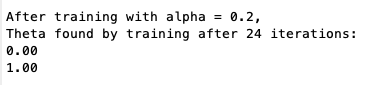 After training with alpha = 0.2,
Theta found by training after 24 iterations:
0.00
1.00